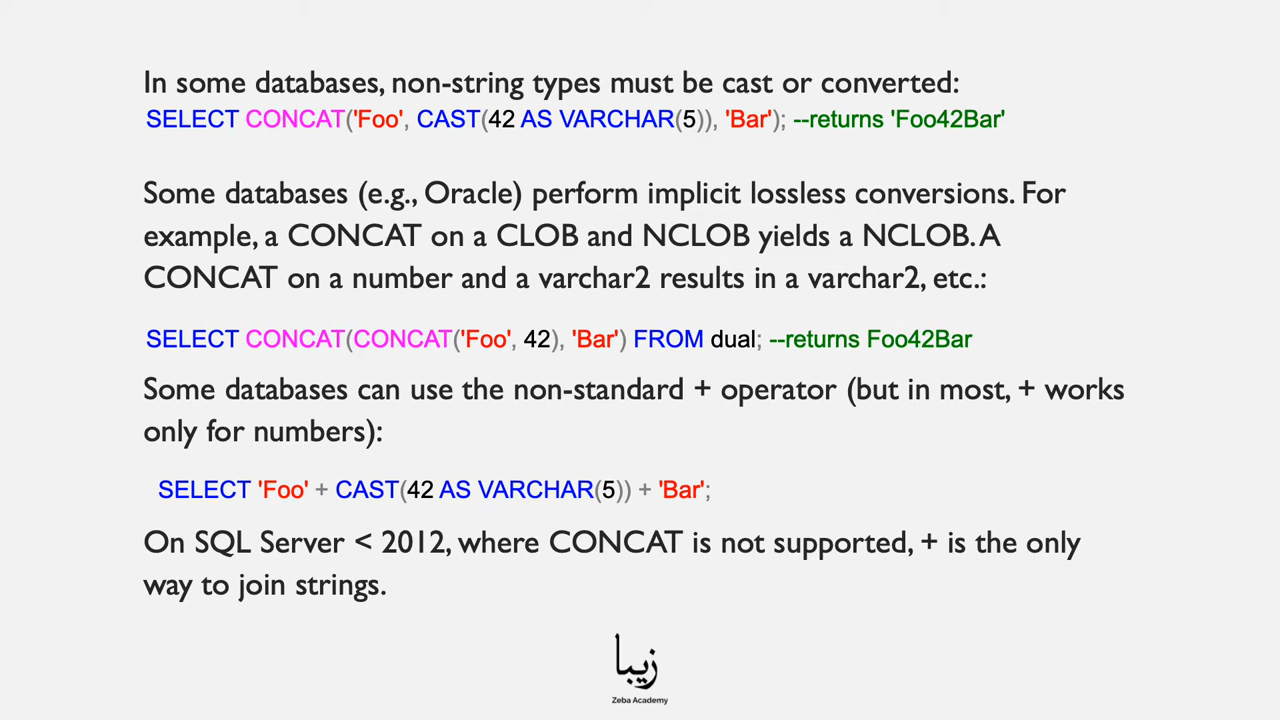 In some databases, non-string types must be cast or converted:
SELECT CONCAT('Foo', CAST(42 AS VARCHAR(5)), 'Bar'); --returns 'Foo42Bar'
Some databases (e.g., Oracle) perform implicit lossless conversions. For
example, a CONCAT on a CLOB and NCLOB yields a NCLOB. A
CONCAT on a number and a varchar2 results in a varchar2, etc.:
SELECT CONCAT(CONCAT('Foo', 42), 'Bar') FROM dual; --returns Foo42Bar
Some databases can use the non-standard + operator (but in most, + works
only for numbers):
SELECT 'Foo' + CAST(42 AS VARCHAR(5)) + 'Bar';
On SQL Server < 2012, where CONCAT is not supported, + is the only
way to join strings.
زیبا
Zeba Academy